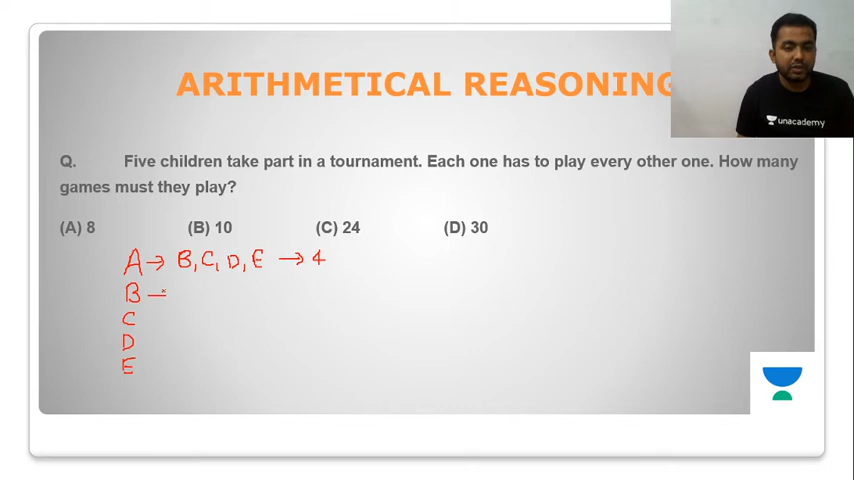 ARITHMETICAL REASONING
unacademy
Q. Five children take part in a tournament. Each one has to play every other one. How many
games must they play?
(A) 8 (B) 10 (C) 24 (D) 30
A → B, C, D, E → 4
B —
C
D
E